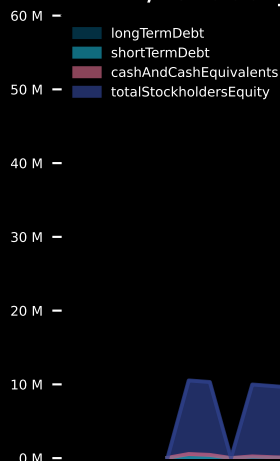 60 M
longTermDebt
shortTermDebt
cashAndCashEquivalents
50 M
totalStockholdersEquity
40 M
30 M
20 M
10 M
0 M